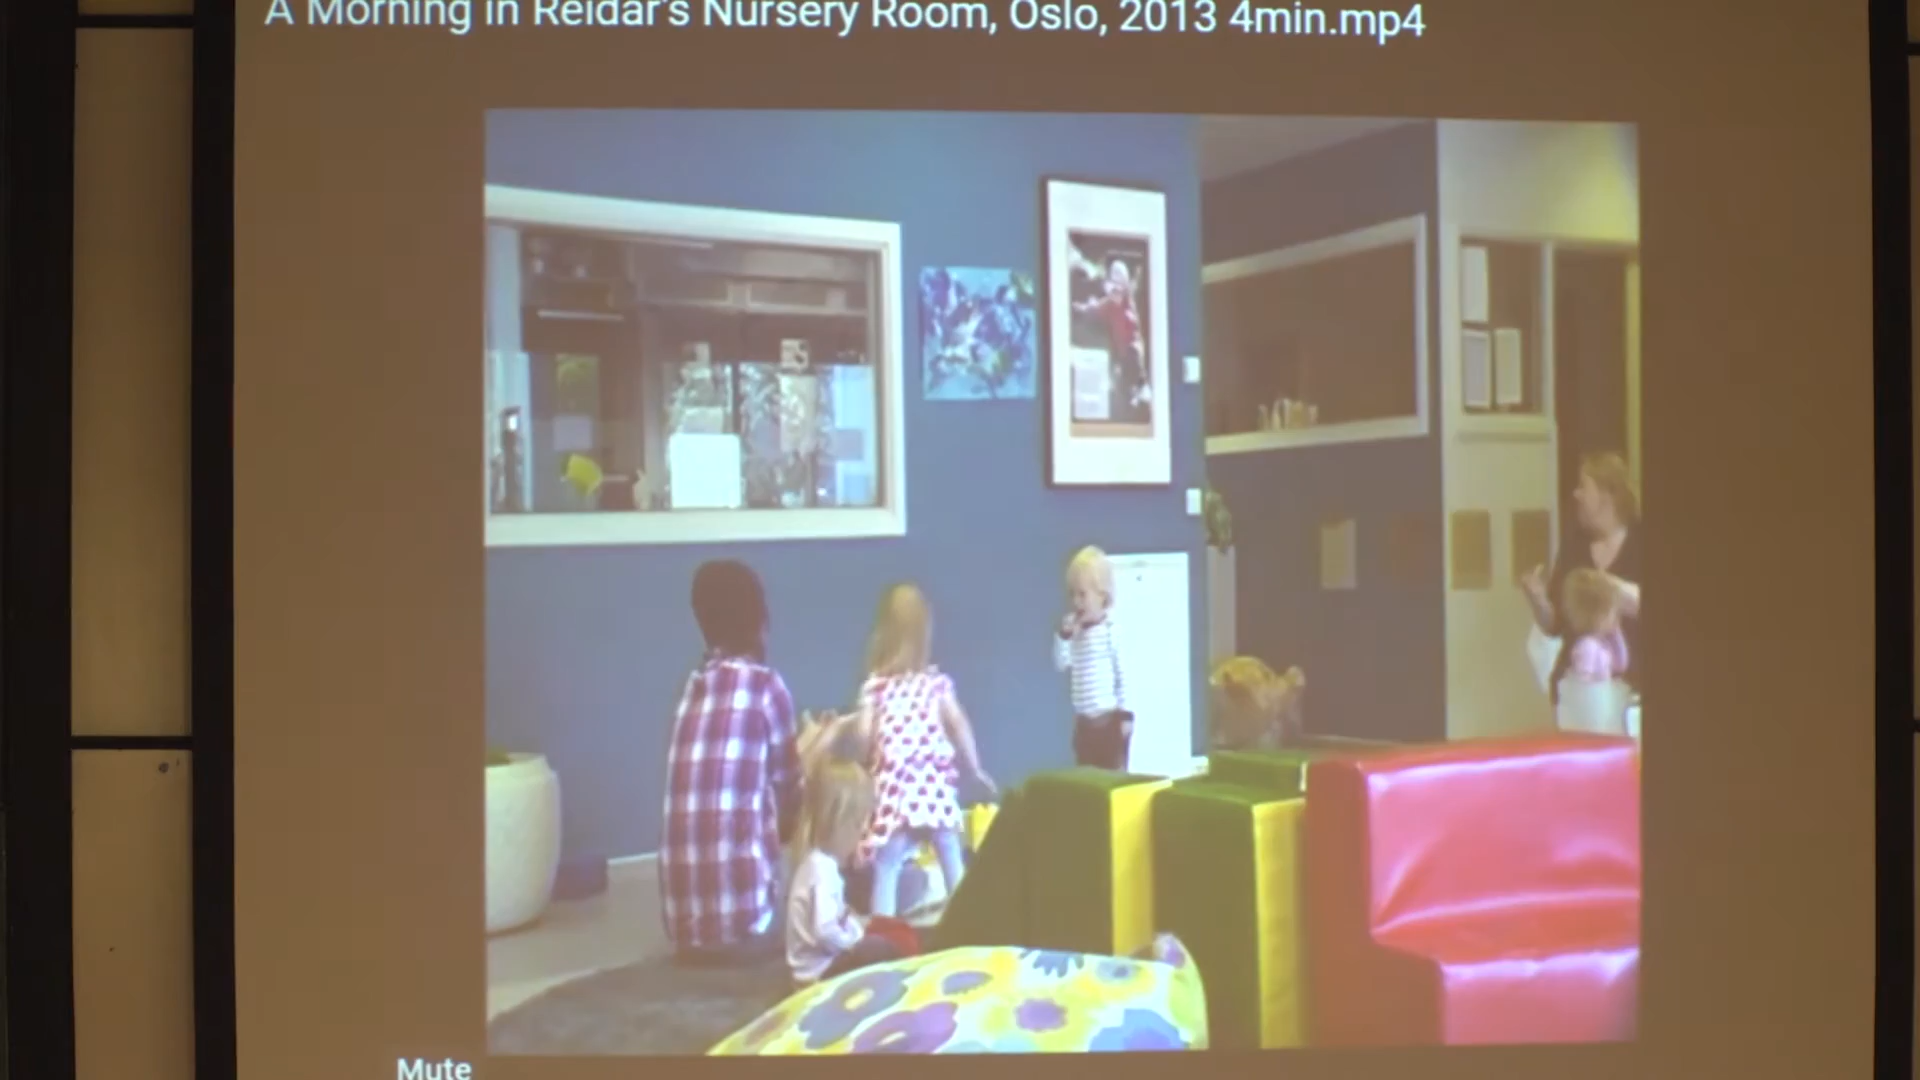 A Morning in Reidar's Nursery Room, Oslo, 2013 4min.mp4
Mute